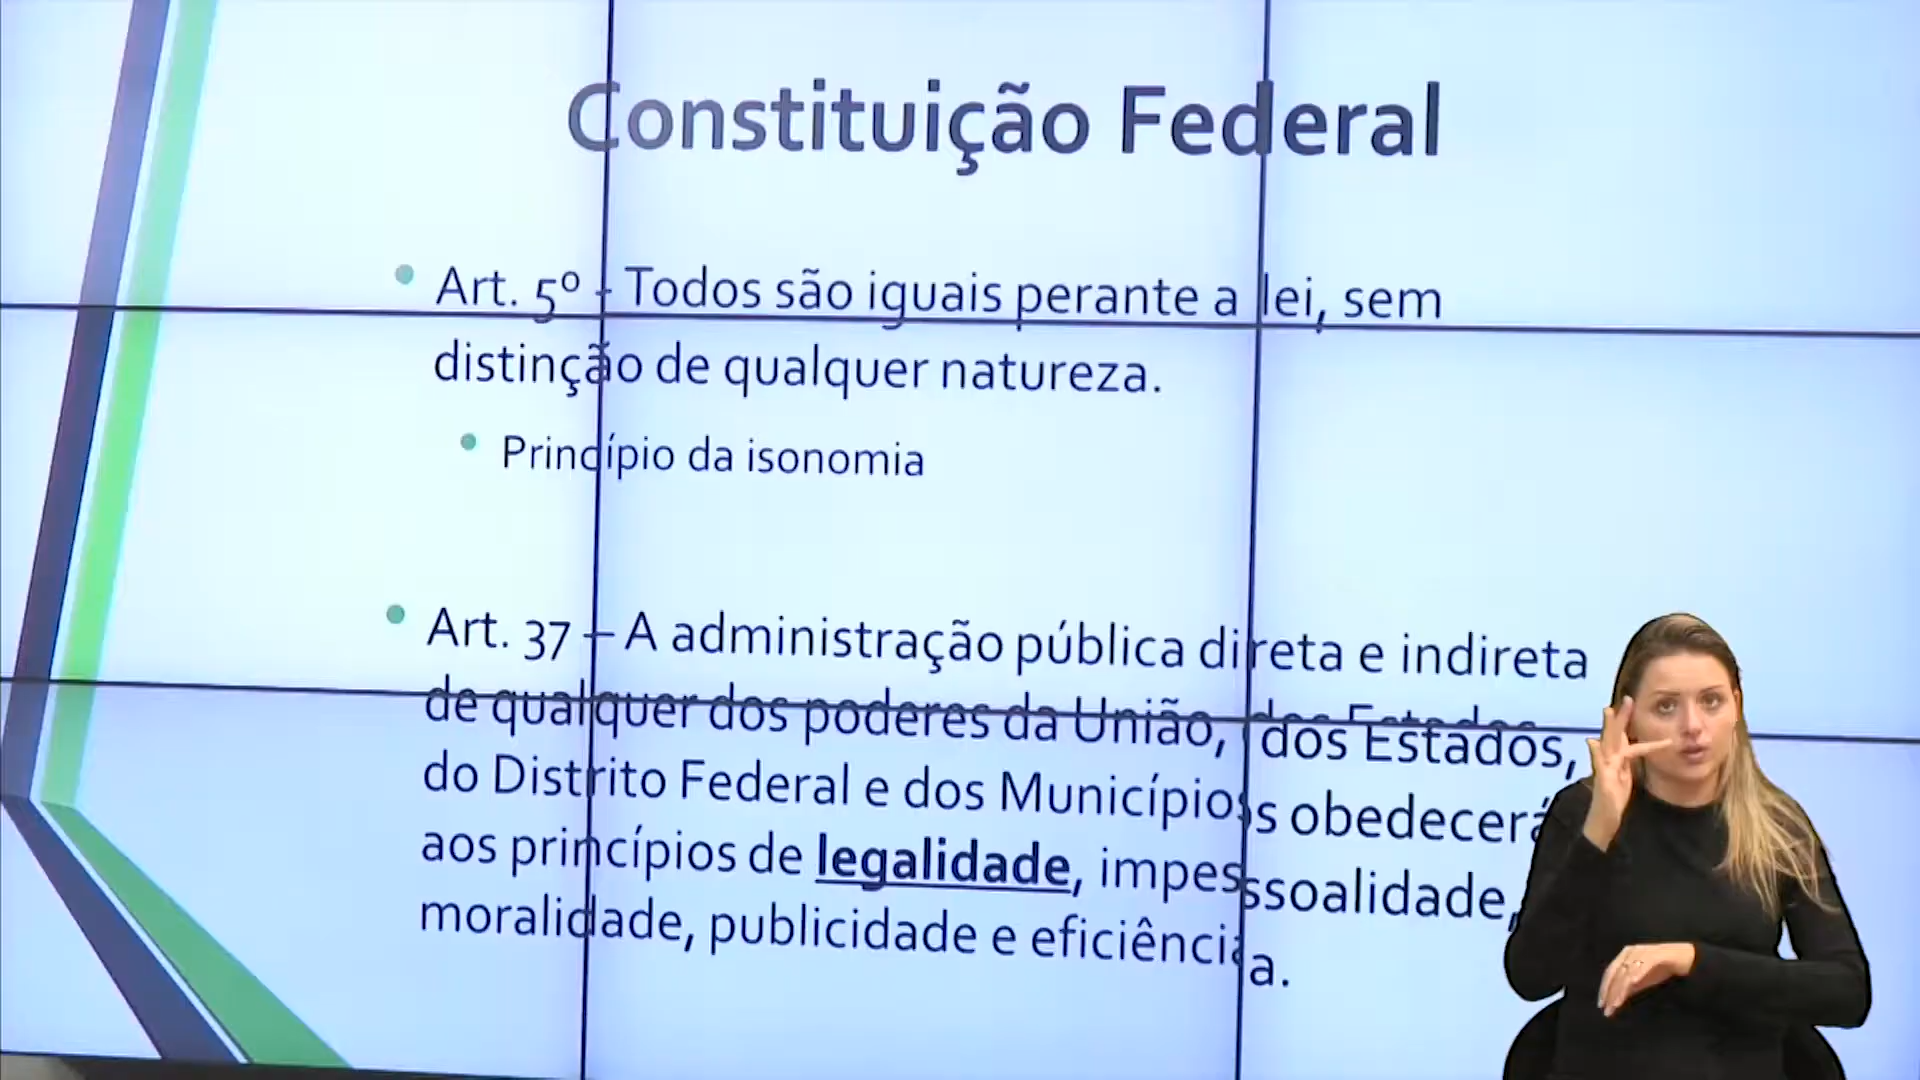 Constituição Federal
Art. 5º - Todos são iguais perante a lei, sem
distinção de qualquer natureza.
Princípio da isonomia
Art. 37 – A administração pública direta e indireta
de qualquer dos poderes da União, dos Estados,
do Distrito Federal e dos Municípios obedecerá
aos princípios de legalidade, impessoalidade,
moralidade, publicidade e eficiência.